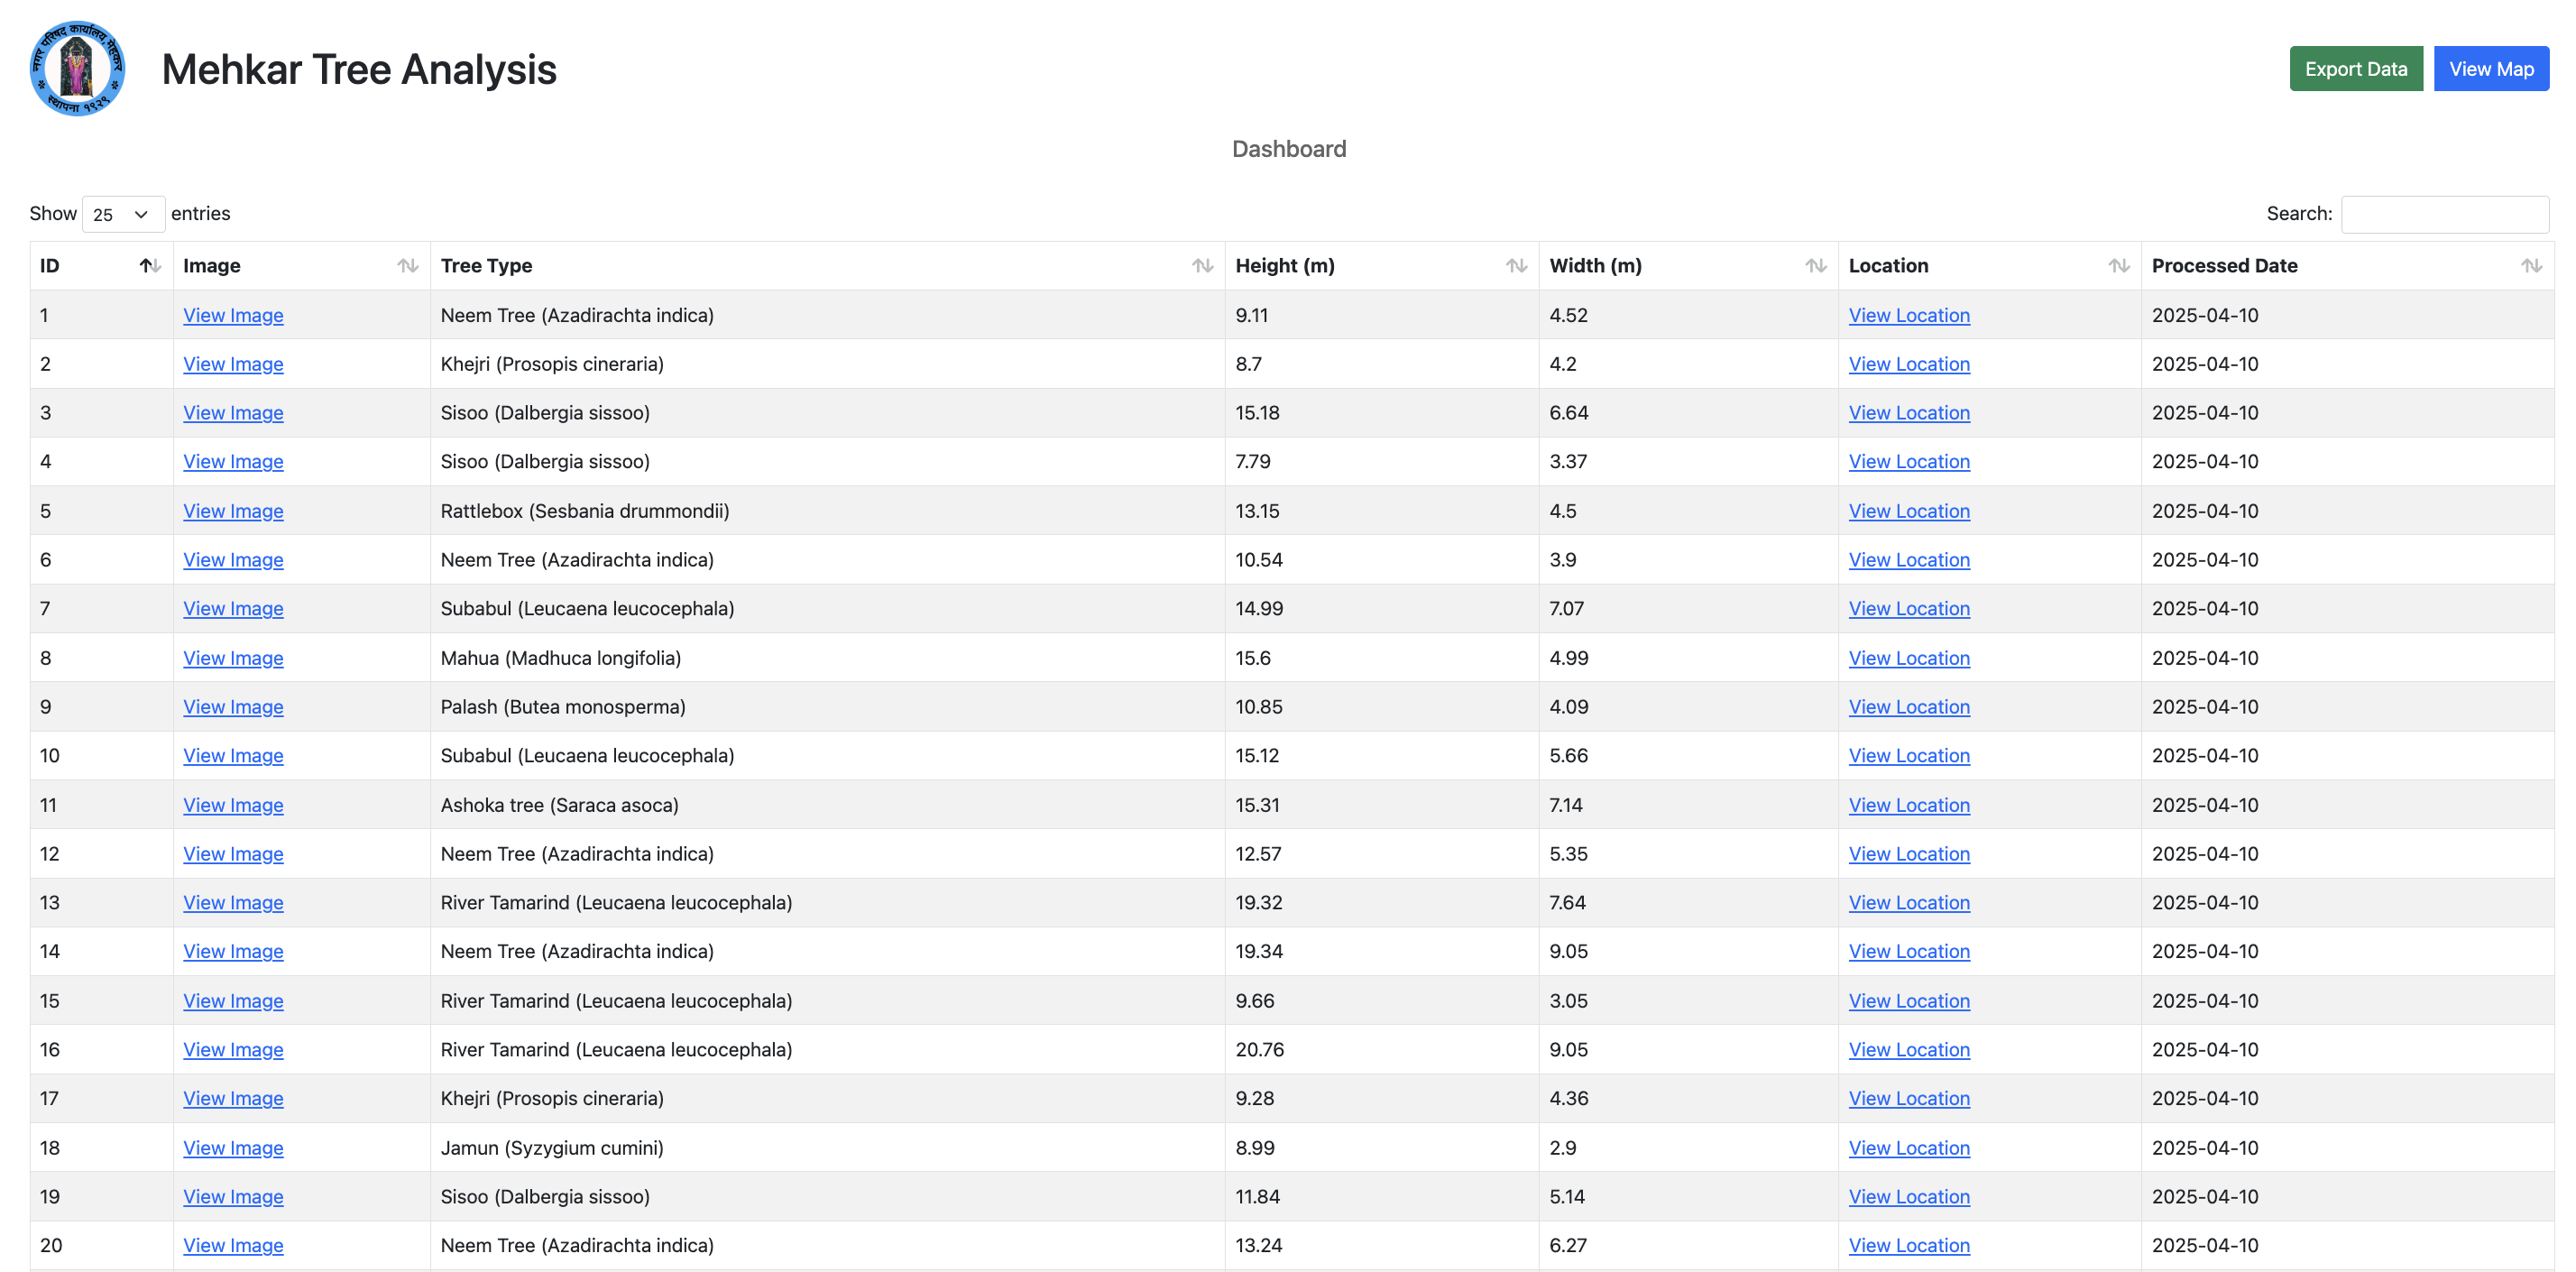 नगर परिषद कार्यालय, मेहकर
स्थापना १९२९
Mehkar Tree Analysis
Export Data View Map
Dashboard
Show 25 entries Search:
ID Image Tree Type Height (m) Width (m) Location Processed Date
1 View Image Neem Tree (Azadirachta indica) 9.11 4.52 View Location 2025-04-10
2 View Image Khejri (Prosopis cineraria) 8.7 4.2 View Location 2025-04-10
3 View Image Sisoo (Dalbergia sissoo) 15.18 6.64 View Location 2025-04-10
4 View Image Sisoo (Dalbergia sissoo) 7.79 3.37 View Location 2025-04-10
5 View Image Rattlebox (Sesbania drummondii) 13.15 4.5 View Location 2025-04-10
6 View Image Neem Tree (Azadirachta indica) 10.54 3.9 View Location 2025-04-10
7 View Image Subabul (Leucaena leucocephala) 14.99 7.07 View Location 2025-04-10
8 View Image Mahua (Madhuca longifolia) 15.6 4.99 View Location 2025-04-10
9 View Image Palash (Butea monosperma) 10.85 4.09 View Location 2025-04-10
10 View Image Subabul (Leucaena leucocephala) 15.12 5.66 View Location 2025-04-10
11 View Image Ashoka tree (Saraca asoca) 15.31 7.14 View Location 2025-04-10
12 View Image Neem Tree (Azadirachta indica) 12.57 5.35 View Location 2025-04-10
13 View Image River Tamarind (Leucaena leucocephala) 19.32 7.64 View Location 2025-04-10
14 View Image Neem Tree (Azadirachta indica) 19.34 9.05 View Location 2025-04-10
15 View Image River Tamarind (Leucaena leucocephala) 9.66 3.05 View Location 2025-04-10
16 View Image River Tamarind (Leucaena leucocephala) 20.76 9.05 View Location 2025-04-10
17 View Image Khejri (Prosopis cineraria) 9.28 4.36 View Location 2025-04-10
18 View Image Jamun (Syzygium cumini) 8.99 2.9 View Location 2025-04-10
19 View Image Sisoo (Dalbergia sissoo) 11.84 5.14 View Location 2025-04-10
20 View Image Neem Tree (Azadirachta indica) 13.24 6.27 View Location 2025-04-10